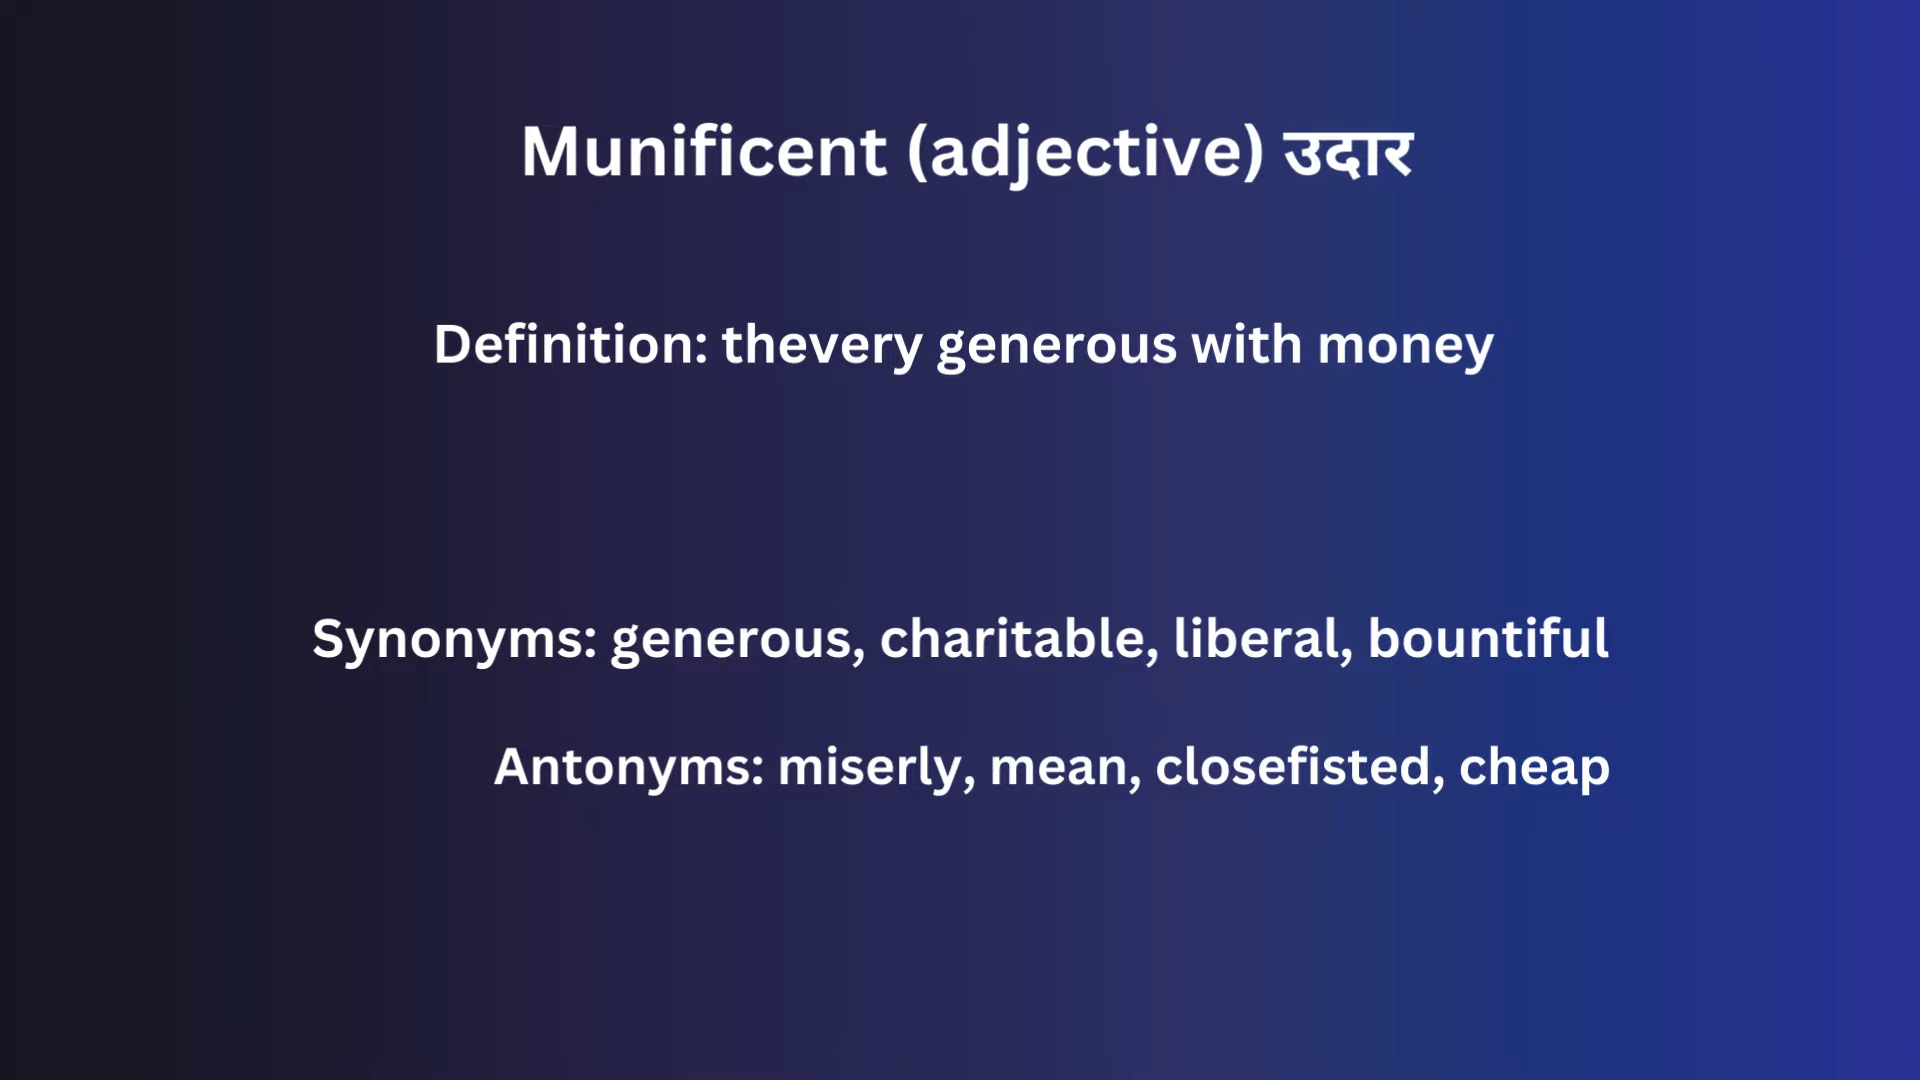 Munificent (adjective) उदार
Definition: thevery generous with money
Synonyms: generous, charitable, liberal, bountiful
Antonyms: miserly, mean, closefisted, cheap